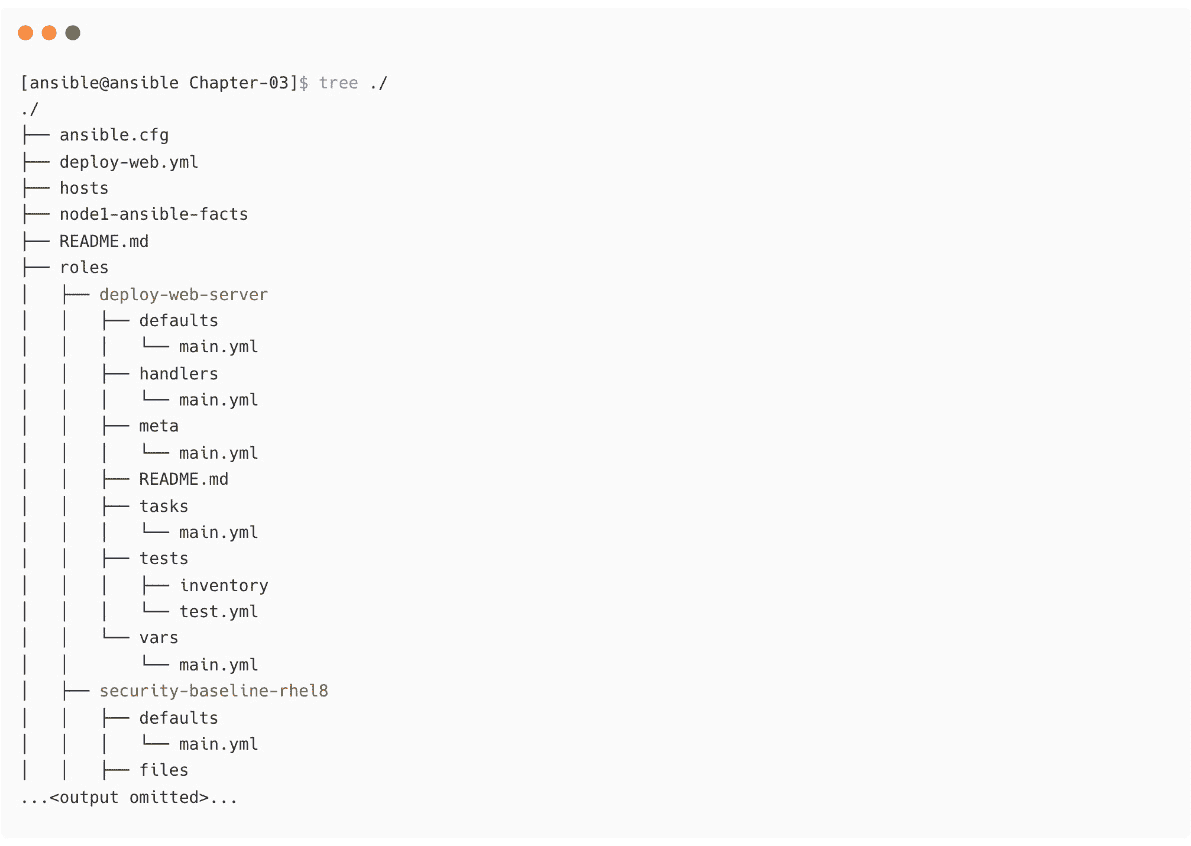 [ansible@ansible Chapter-03]$ tree ./
./
├── ansible.cfg
├── deploy-web.yml
├── hosts
├── node1-ansible-facts
├── README.md
├── roles
│   ├── deploy-web-server
│   │   ├── defaults
│   │   │   └── main.yml
│   │   ├── handlers
│   │   │   └── main.yml
│   │   ├── meta
│   │   │   └── main.yml
│   │   ├── README.md
│   │   ├── tasks
│   │   │   └── main.yml
│   │   ├── tests
│   │   │   ├── inventory
│   │   │   └── test.yml
│   │   └── vars
│   │       └── main.yml
│   ├── security-baseline-rhel8
│   │   ├── defaults
│   │   │   └── main.yml
│   │   ├── files
...<output omitted>...